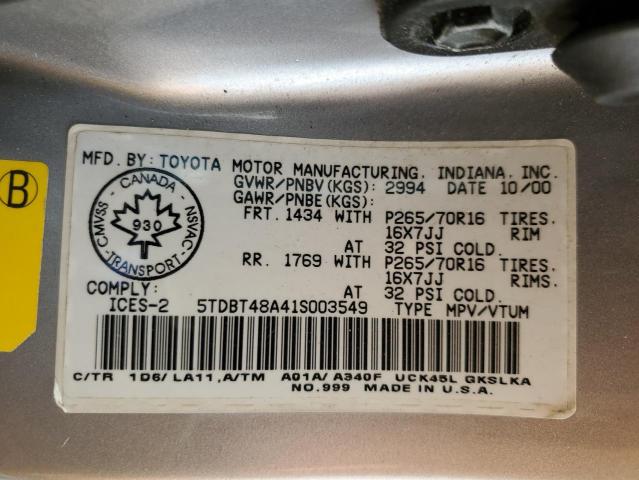 MFD. BY: TOYOTA MOTOR MANUFACTURING, INDIANA, INC.
GVWR/PNBV(KGS): 2994 DATE 10/00
GAWR/PNBE(KGS):
FRT. 1434 WITH P265/70R16 TIRES.
16X7JJ RIM
AT 32 PSI COLD.
RR. 1769 WITH P265/70R16 TIRES.
16X7JJ RIMS.
AT 32 PSI COLD.
COMPLY:
ICES-2 5TDBT48A41S003549 TYPE MPV/VTUM
C/TR 1D6/LA11,A/TM A01A/A340F UCK45L GKSLKA
NO.999 MADE IN U.S.A.
CANADA
CMVSS
NSVAC
930
TRANSPORT
B